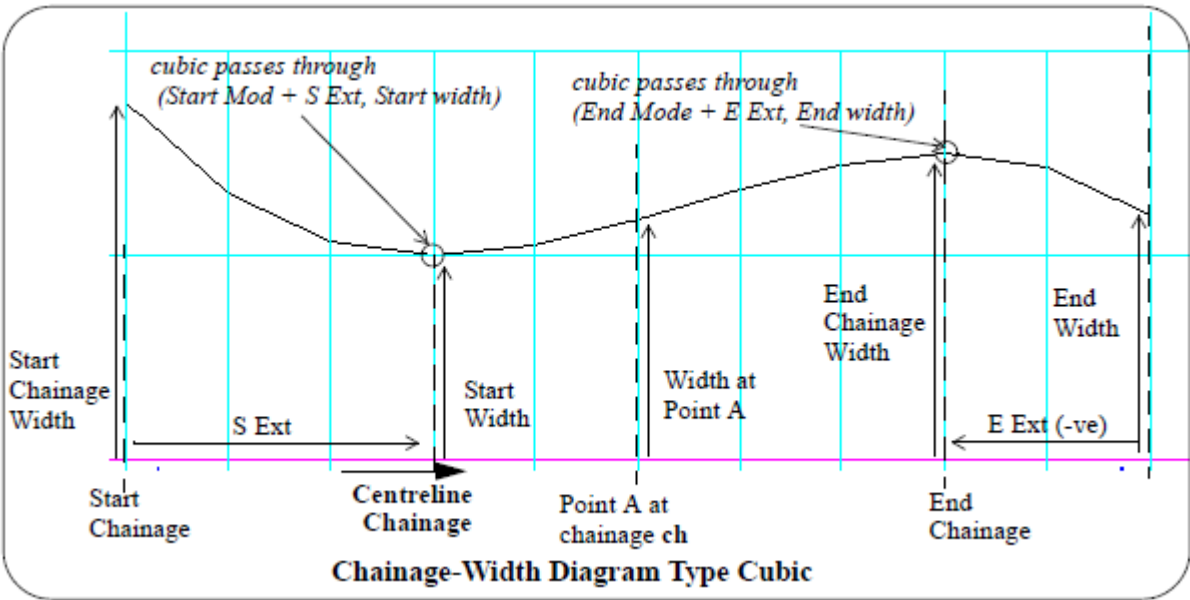 cubic passes through
(Start Mod + S Ext, Start width)
cubic passes through
(End Mode + E Ext, End width)
Start
Chainage
Width
S Ext
Start
Width
Width at
Point A
End
Chainage
Width
End
Width
E Ext (-ve)
Start
Chainage
Centreline
Chainage
Point A at
chainage ch
End
Chainage
Chainage-Width Diagram Type Cubic